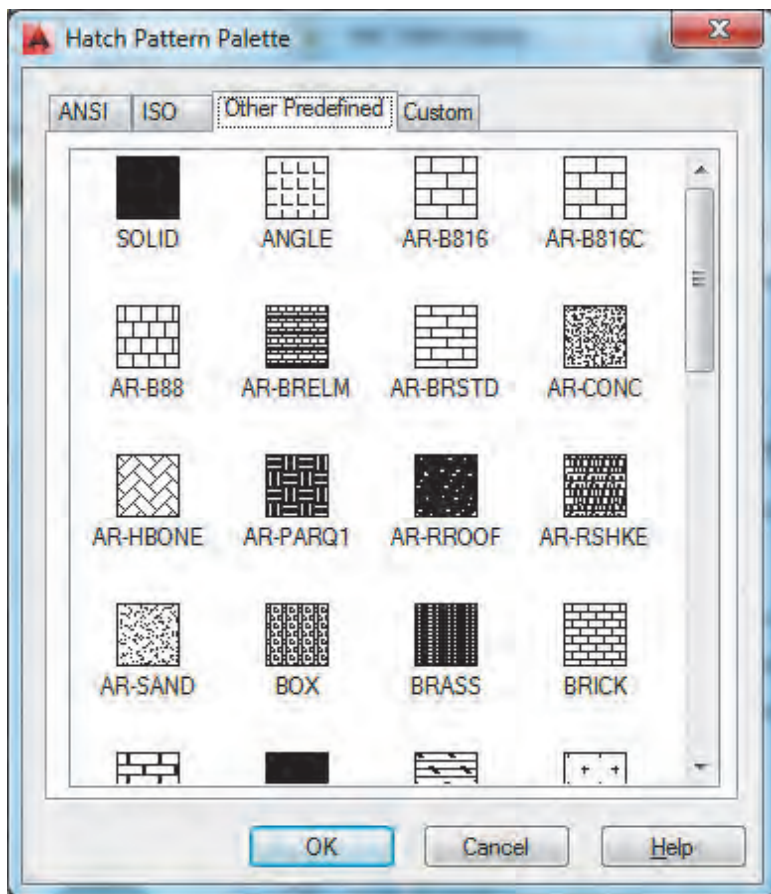 Hatch Pattern Palette
ANSI ISO Other Predefined Custom
SOLID ANGLE AR-B816 AR-B816C
AR-B88 AR-BRELM AR-BRSTD AR-CONC
AR-HBONE AR-PARQ1 AR-RROOF AR-RSHKE
AR-SAND BOX BRASS BRICK
OK Cancel Help